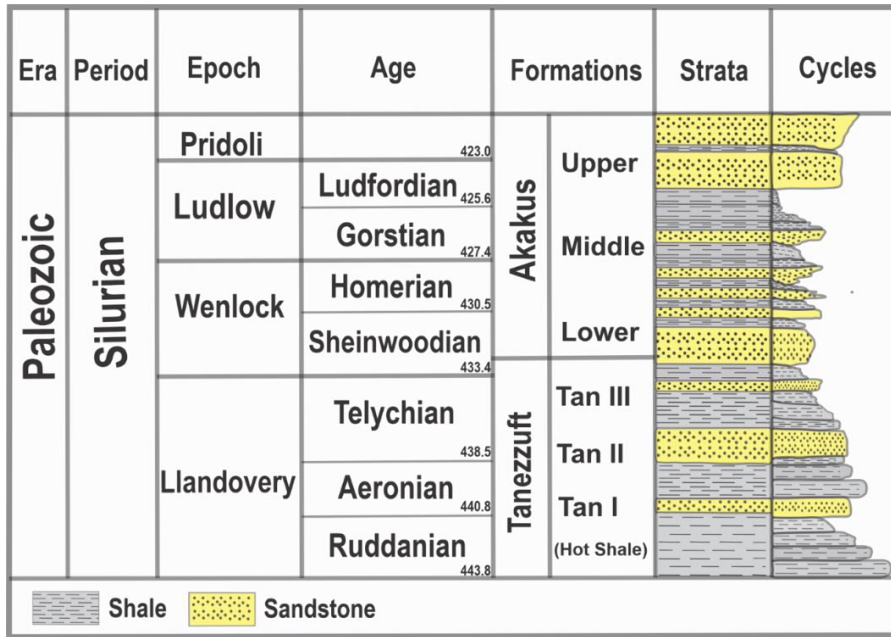 Era Period Epoch Age Formations Strata Cycles
Paleozoic
Silurian
Pridoli
423.0
Ludlow
Ludfordian
425.6
Gorstian
427.4
Wenlock
Homerian
430.5
Sheinwoodian
433.4
Llandovery
Telychian
438.5
Aeronian
440.8
Ruddanian
443.8
Akakus
Upper
Middle
Lower
Tanezzuft
Tan III
Tan II
Tan I
(Hot Shale)
Shale Sandstone